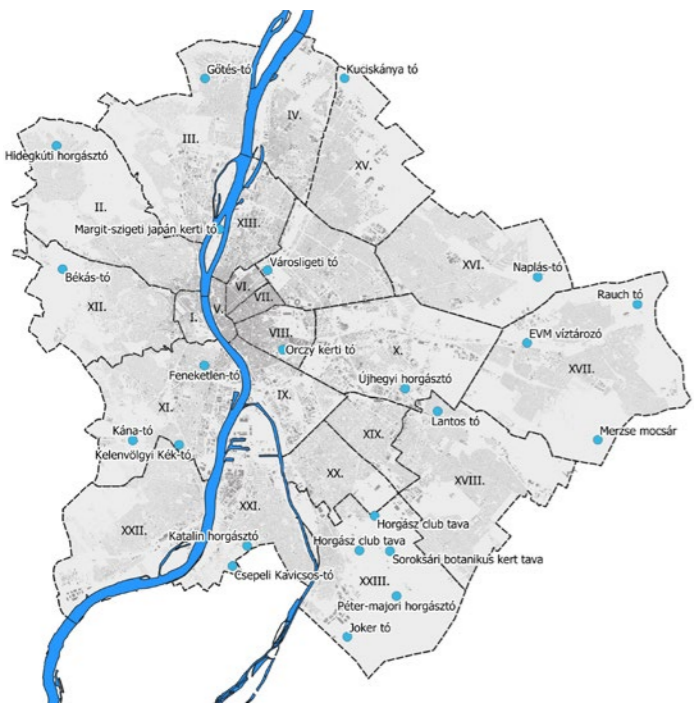 Gőtés-tó
Kuciskánya tó
IV.
III.
XV.
Hidegkúti horgásztó
II.
XIII.
Margit-szigeti japán kerti tó
XVI.
Városligeti tó
Békás-tó
Naplás-tó
VI.
XII.
Rauch tó
VII.
I.
V.
VIII.
EVM víztározó
Orczy kerti tó
X.
XVII.
Feneketlen-tó
Újhegyi horgásztó
IX.
XI.
Lantos tó
Kána-tó
XIX.
Merzse mocsár
Kelenvölgyi Kék-tó
XX.
XVIII.
XXI.
Horgász club tava
XXII.
Katalin horgásztó
Horgász club tava
Soroksári botanikus kert tava
Csepeli Kavicsos-tó
XXIII.
Péter-majori horgásztó
Joker tó